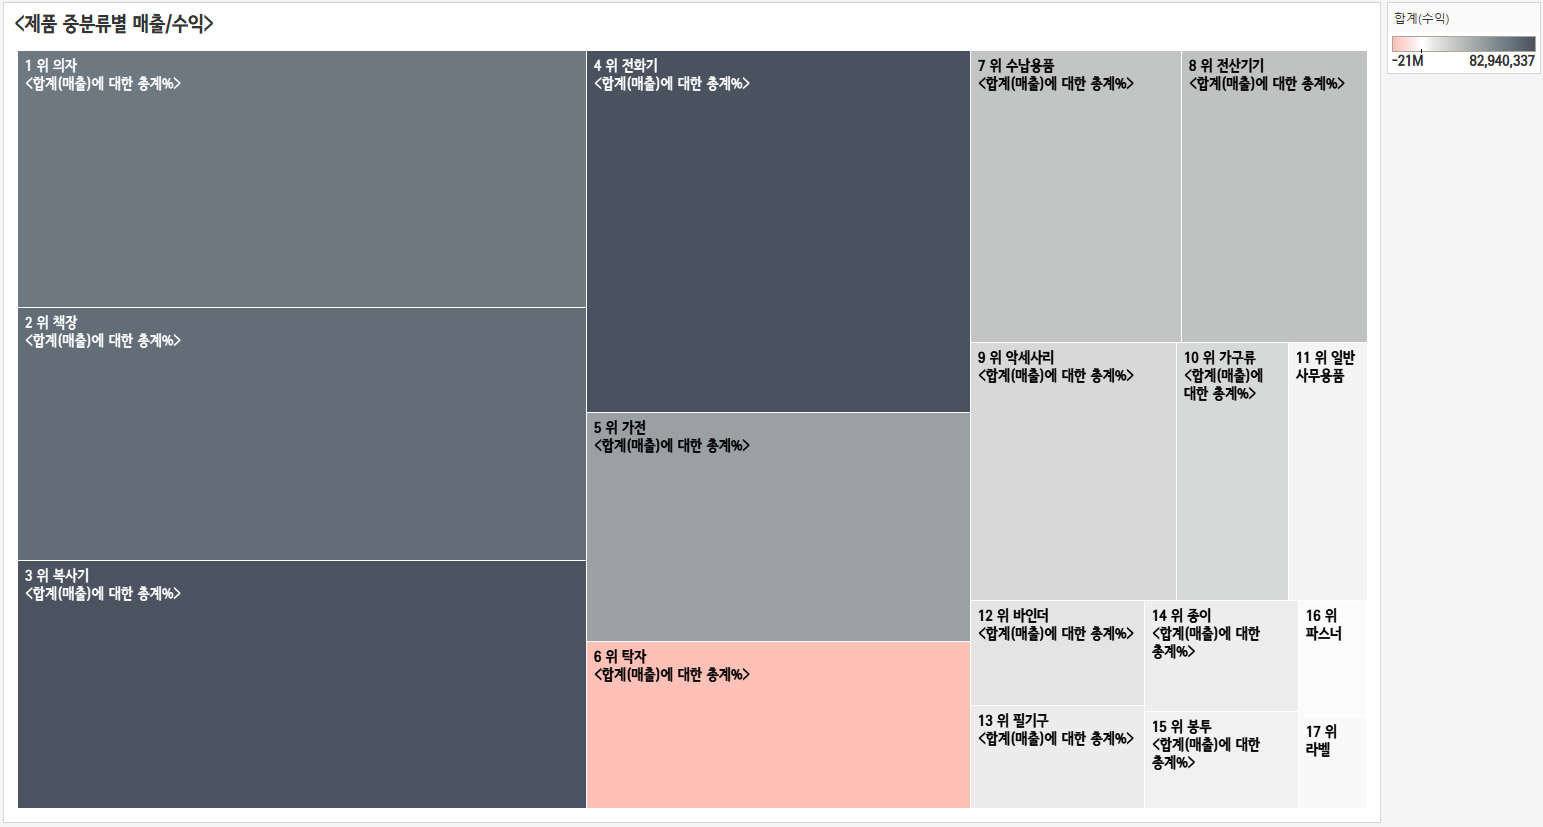 <제품 중분류별 매출/수익>
1 위 의자
<합계(매출)에 대한 총계%>
2 위 책장
<합계(매출)에 대한 총계%>
3 위 복사기
<합계(매출)에 대한 총계%>
4 위 전화기
<합계(매출)에 대한 총계%>
5 위 가전
<합계(매출)에 대한 총계%>
6 위 탁자
<합계(매출)에 대한 총계%>
7 위 수납용품
<합계(매출)에 대한 총계%>
8 위 전산기기
<합계(매출)에 대한 총계%>
9 위 악세사리
<합계(매출)에 대한 총계%>
10 위 가구류
<합계(매출)에
대한 총계%>
11 위 일반
사무용품
12 위 바인더
<합계(매출)에 대한 총계%>
13 위 필기구
<합계(매출)에 대한 총계%>
14 위 종이
<합계(매출)에 대한
총계%>
15 위 봉투
<합계(매출)에 대한
총계%>
16 위
파스너
17 위
라벨
합계(수익)
-21M 82,940,337